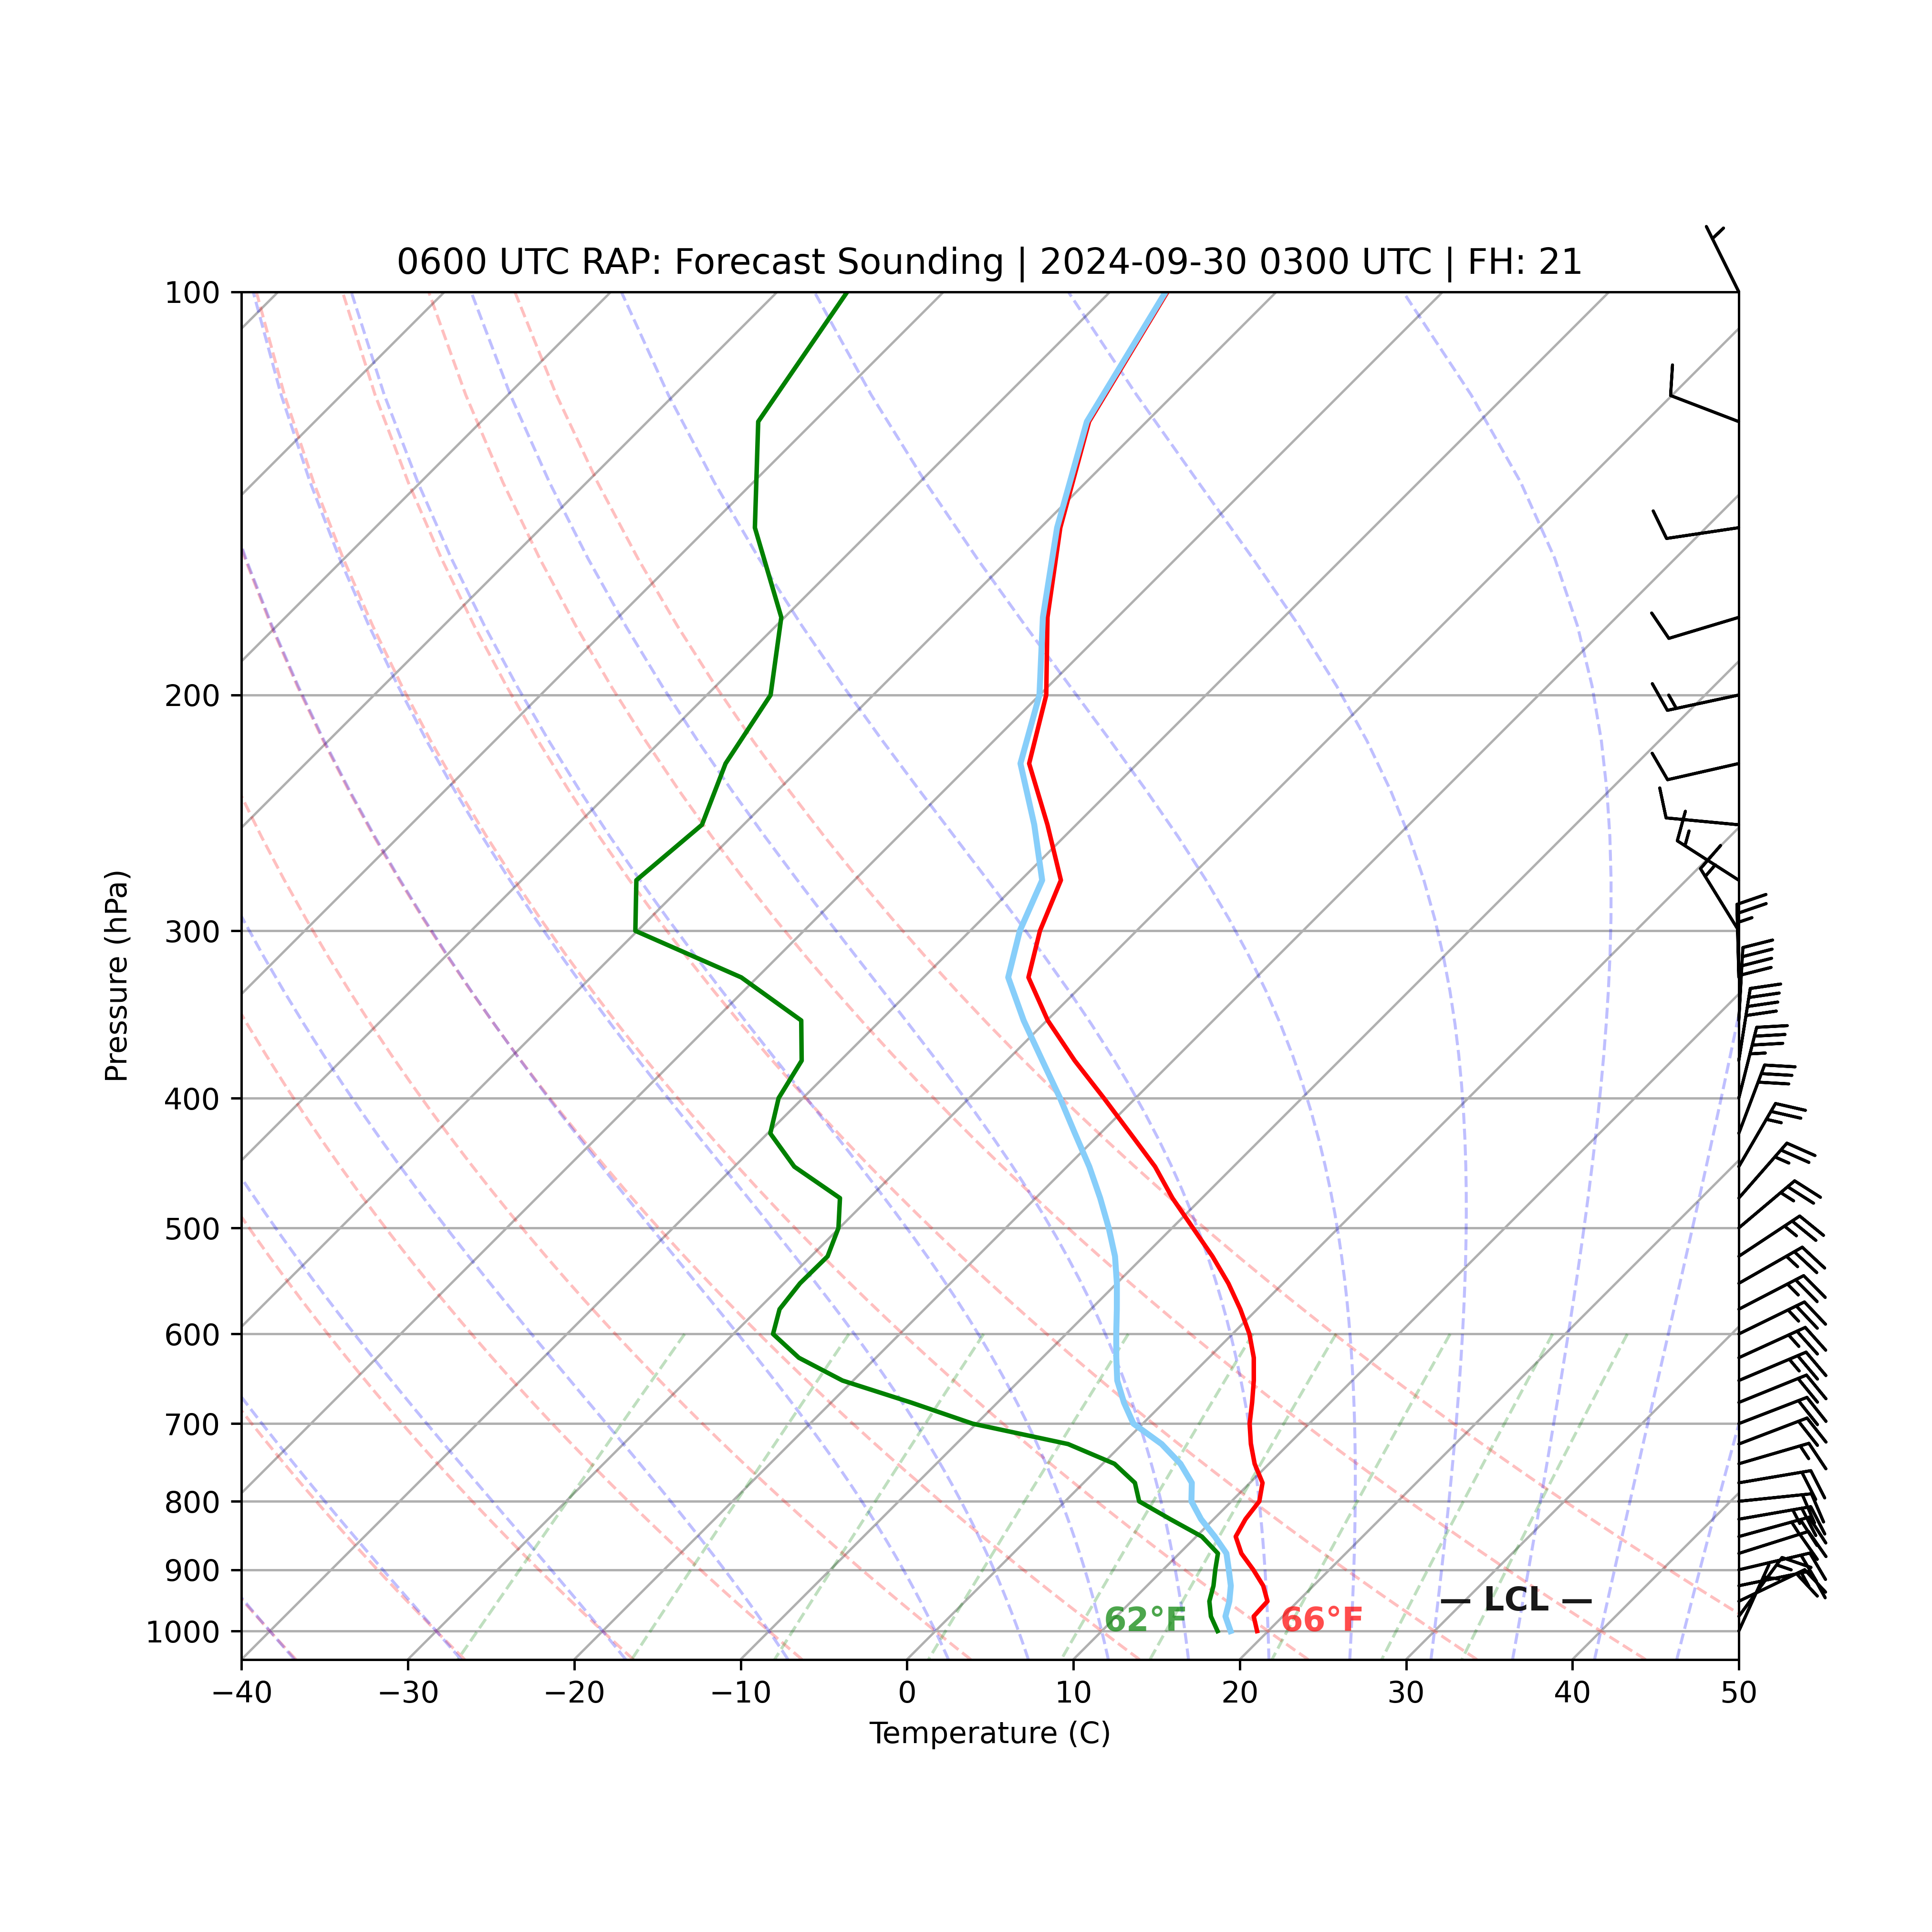 0600 UTC RAP: Forecast Sounding | 2024-09-30 0300 UTC | FH: 21
100
200
300
400
500
600
700
800
900
1000
Pressure (hPa)
62°F
66°F
— LCL —
−40 −30 −20 −10 0 10 20 30 40 50
Temperature (C)